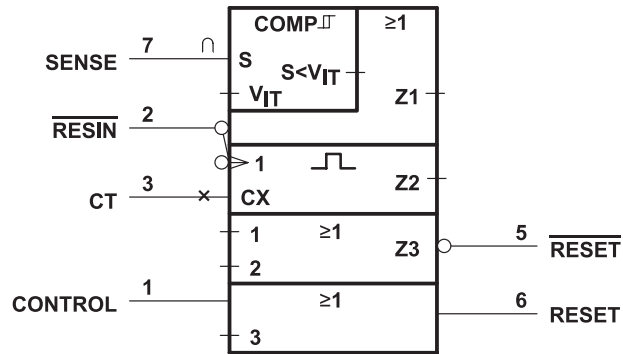 COMP ≥1
7 ∩
SENSE S
S<VIT
VIT Z1
2
RESIN
1
Z2
3
CT × CX
1 ≥1
5
Z3 RESET
2
1
CONTROL ≥1
6
RESET
3